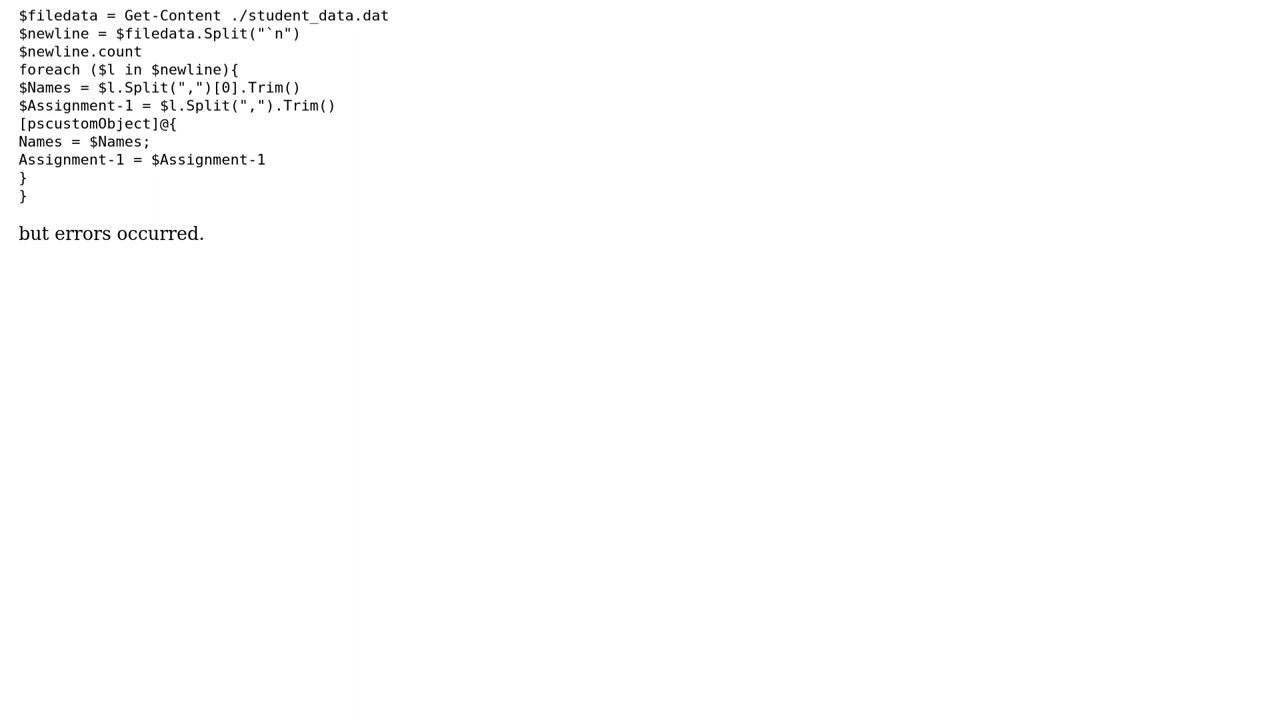 $filedata = Get-Content ./student_data.dat
$newline = $filedata.Split("`n")
$newline.count
foreach ($l in $newline){
$Names = $l.Split(",")[0].Trim()
$Assignment-1 = $l.Split(",").Trim()
[pscustomObject]@{
Names = $Names;
Assignment-1 = $Assignment-1
}
}
but errors occurred.